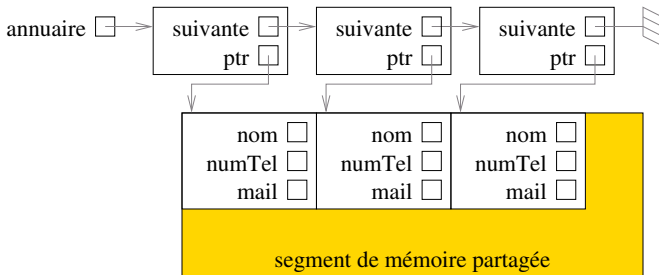 annuaire suivante suivante suivante
ptr ptr ptr
nom nom nom
numTel numTel numTel
mail mail mail
segment de mémoire partagée